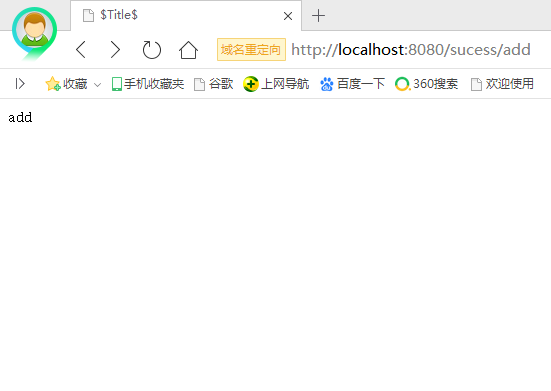 $Title$
域名重定向 http://localhost:8080/sucess/add
收藏 手机收藏夹 谷歌 上网导航 百度一下 360搜索 欢迎使用
add